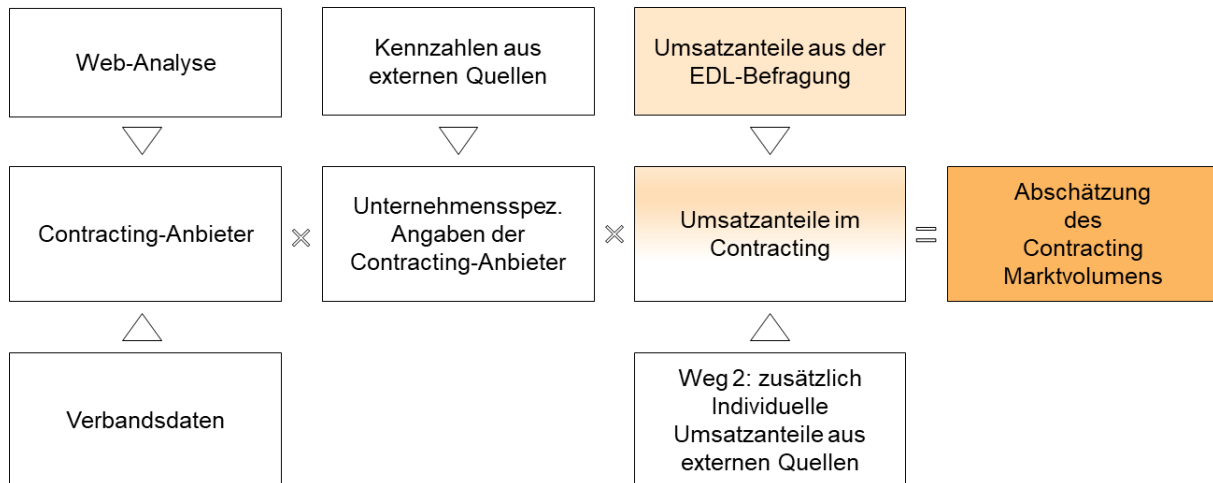 Web-Analyse
Kennzahlen aus
externen Quellen
Umsatzanteile aus der
EDL-Befragung
Contracting-Anbieter
×
Unternehmensspez.
Angaben der
Contracting-Anbieter
×
Umsatzanteile im
Contracting
=
Abschätzung
des
Contracting
Marktvolumens
Verbandsdaten
Weg 2: zusätzlich
Individuelle
Umsatzanteile aus
externen Quellen